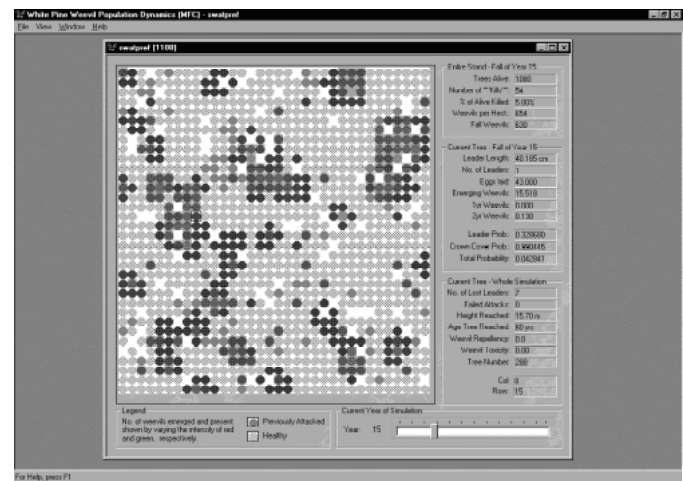 White Pine Weevil Population Dynamics (MFC) - swatpref
File View Window Help
swatpref [1100]
Entire Stand - Fall of Year 15
Trees Alive: 1080
Number of "Kills": 54
% of Alive Killed: 5.00%
Weevils per Hect.: 654
Fall Weevils: 630
Current Tree - Fall of Year 15
Leader Length: 40.185 cm
No. of Leaders: 1
Eggs laid: 43.000
Emerging Weevils: 15.518
1yr Weevils: 0.000
2yr Weevils: 0.130
Leader Prob.: 0.328680
Crown Cover Prob.: 0.990445
Total Probability: 0.042841
Current Tree - Whole Simulation
No. of Lost Leaders: 7
Failed Attacks: 0
Height Reached: 15.70 m
Age Tree Reached: 60 yrs
Weevil Repellency: 0.0
Weevil Toxicity: 0.00
Tree Number: 288
Col: 8
Row: 15
Legend
No. of weevils emerged and present
shown by varying the intensity of red
and green, respectively.
Previously Attacked
Healthy
Current Year of Simulation
Year: 15
For Help, press F1